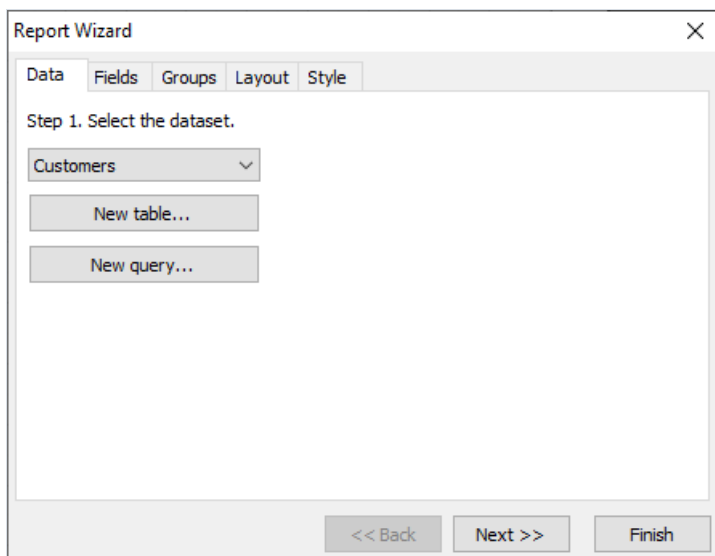 Report Wizard
Data Fields Groups Layout Style
Step 1. Select the dataset.
Customers
New table...
New query...
<< Back Next >> Finish